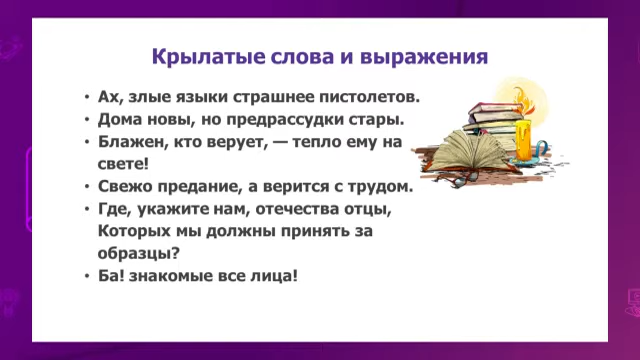 Крылатые слова и выражения
• Ах, злые языки страшнее пистолетов.
• Дома новы, но предрассудки стары.
• Блажен, кто верует, — тепло ему на
свете!
• Свежо предание, а верится с трудом.
• Где, укажите нам, отечества отцы,
Которых мы должны принять за
образцы?
• Ба! знакомые все лица!